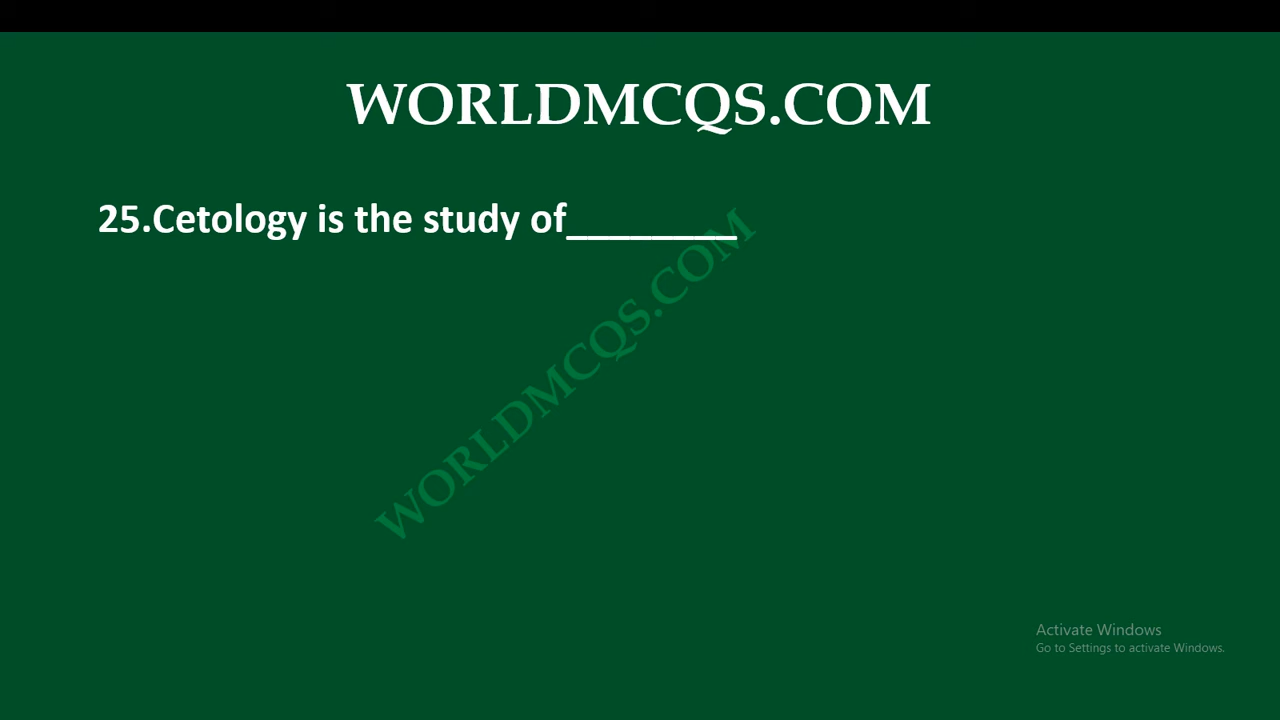 WORLDMCQS.COM
25.Cetology is the study of________
WORLDMCQS.COM
Activate Windows
Go to Settings to activate Windows.